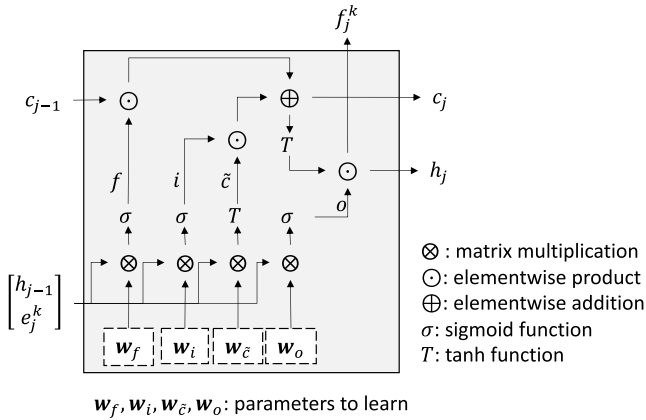 f_j^k
c_{j-1}
c_j
T
h_j
f
i
c̃
o
σ
σ
T
σ
[h_{j-1}
e_j^k]
w_f
w_i
w_c̃
w_o
⊗: matrix multiplication
⊙: elementwise product
⊕: elementwise addition
σ: sigmoid function
T: tanh function
w_f, w_i, w_c̃, w_o: parameters to learn